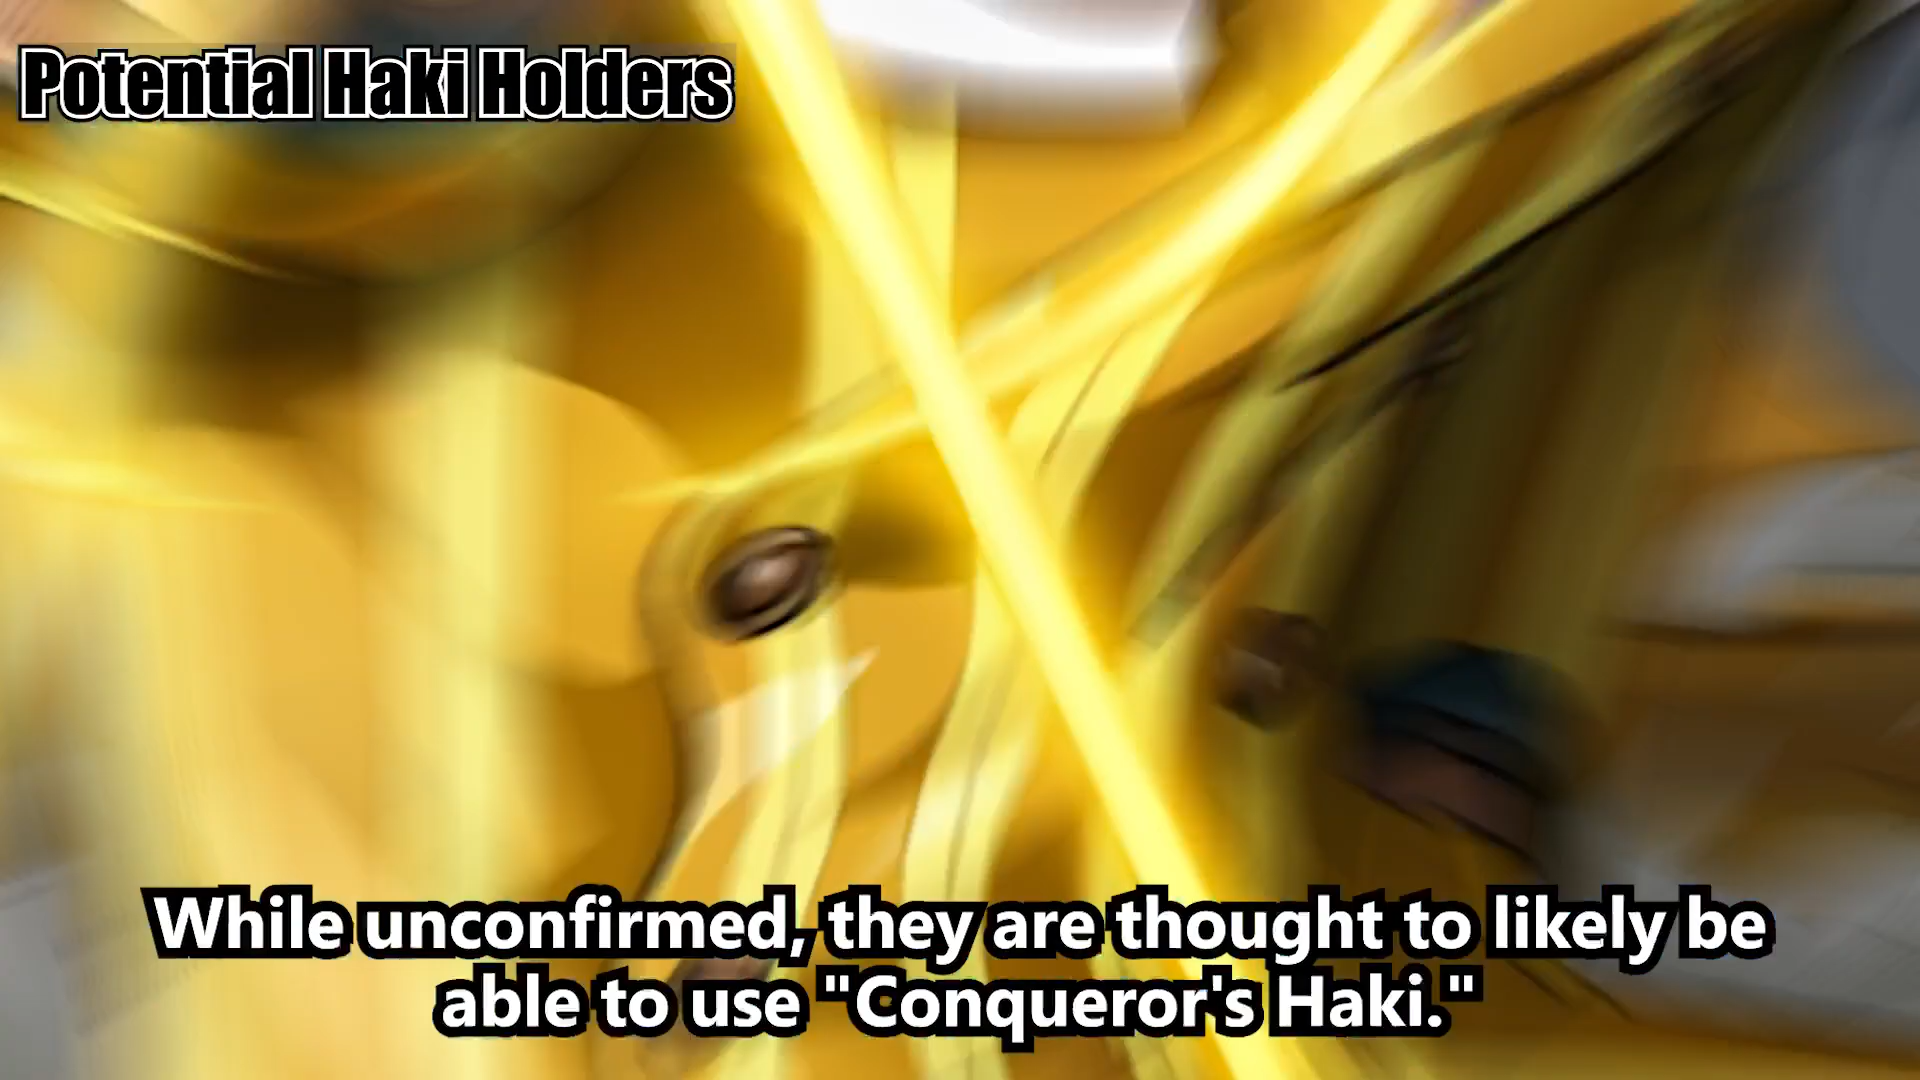 Potential Haki Holders
While unconfirmed, they are thought to likely be
able to use "Conqueror's Haki."